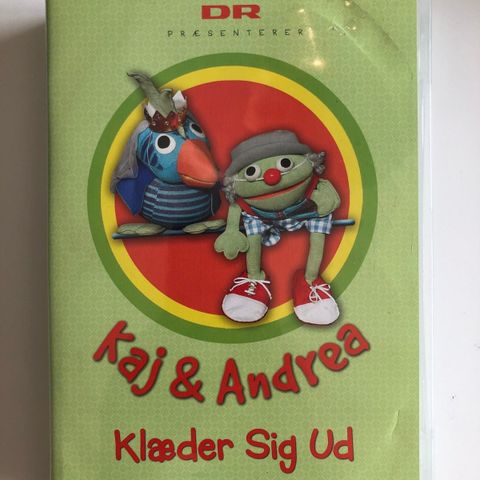 DR
PRÆSENTERER
Kaj & Andrea
Klæder Sig Ud